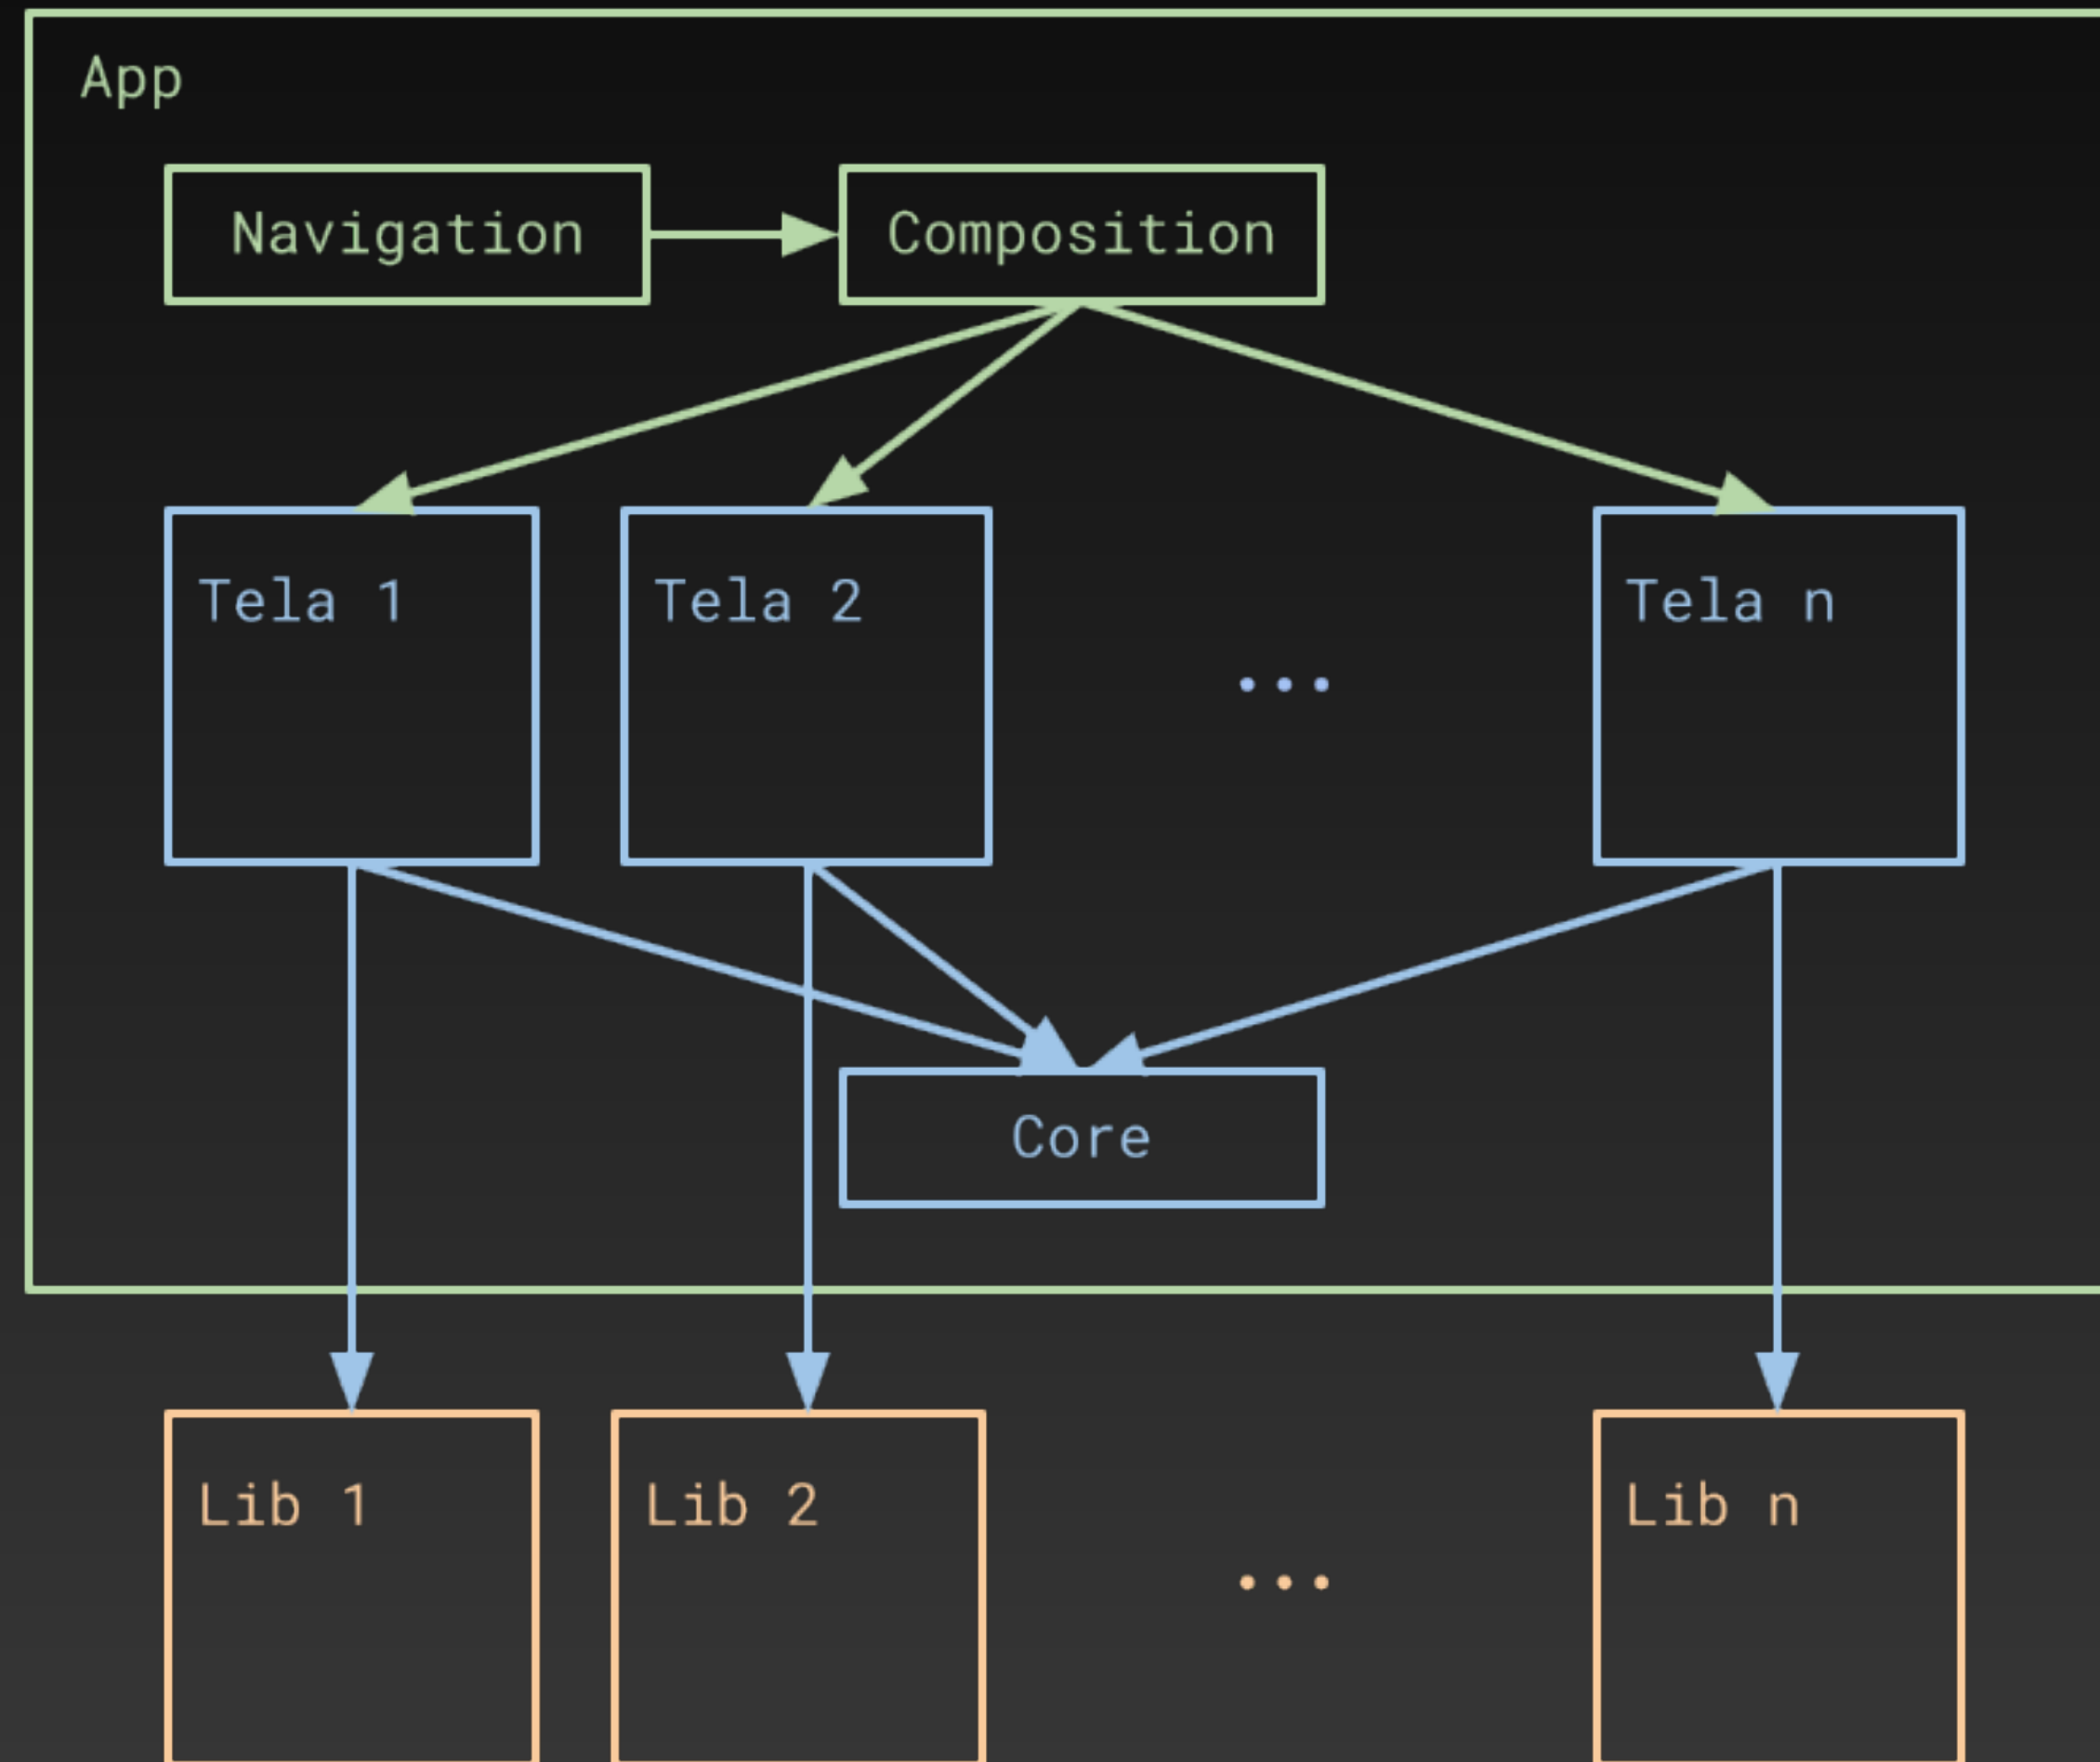 App
Navigation
Composition
Tela 1
Tela 2
...
Tela n
Core
Lib 1
Lib 2
...
Lib n